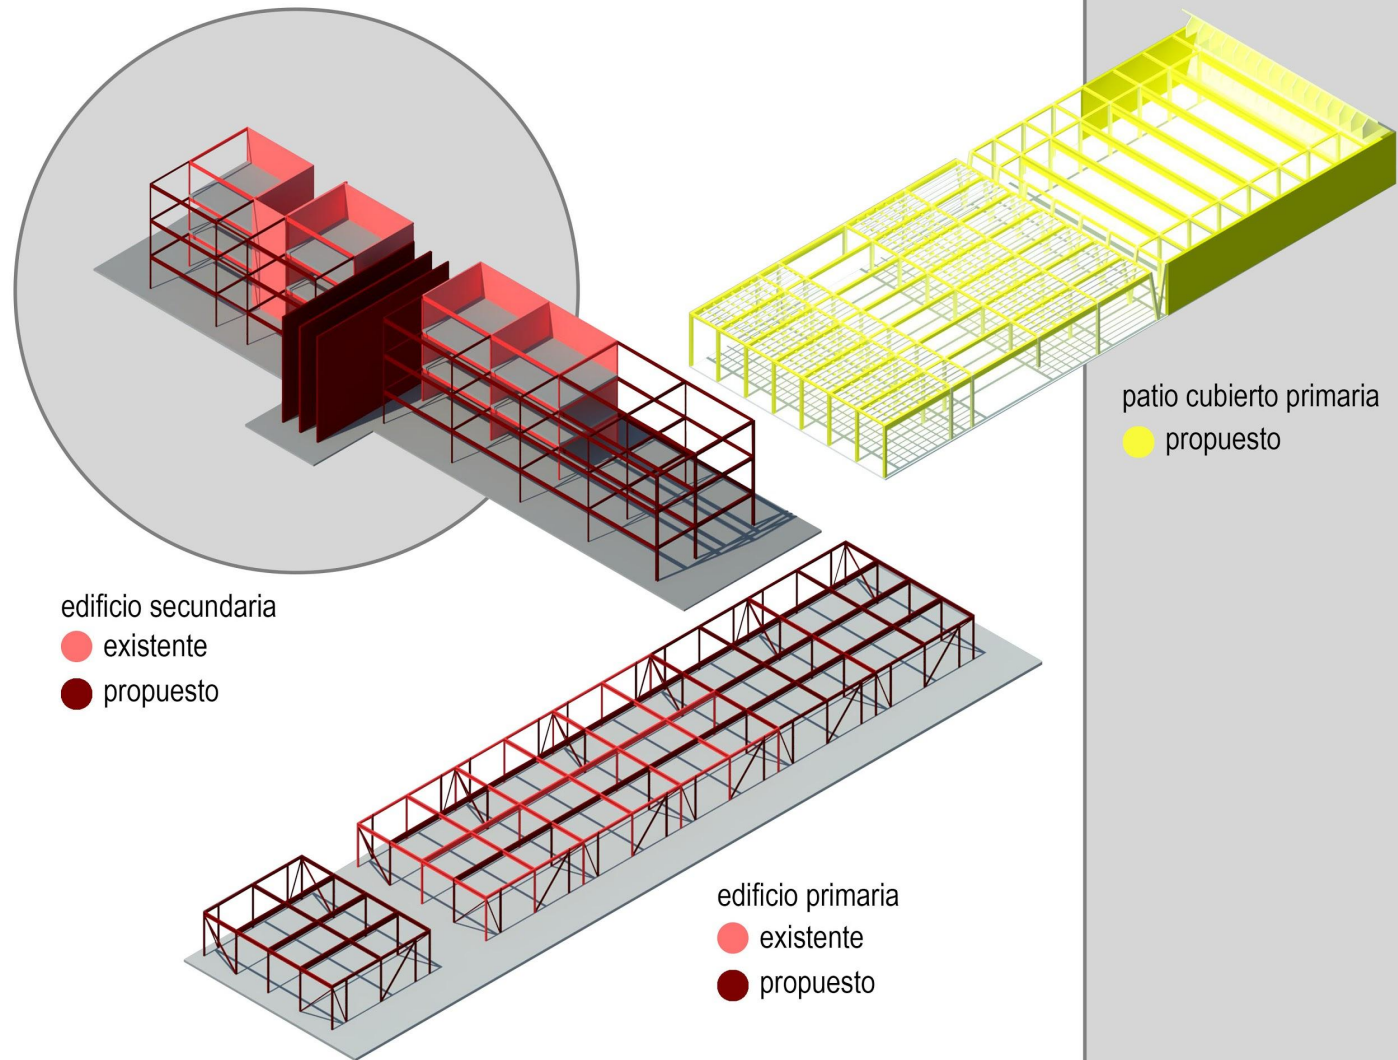 patio cubierto primaria
propuesto
edificio secundaria
existente
propuesto
edificio primaria
existente
propuesto